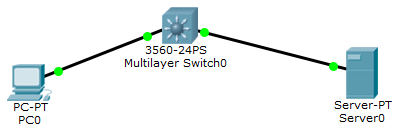 3560-24PS
Multilayer Switch0
PC-PT
PC0
Server-PT
Server0